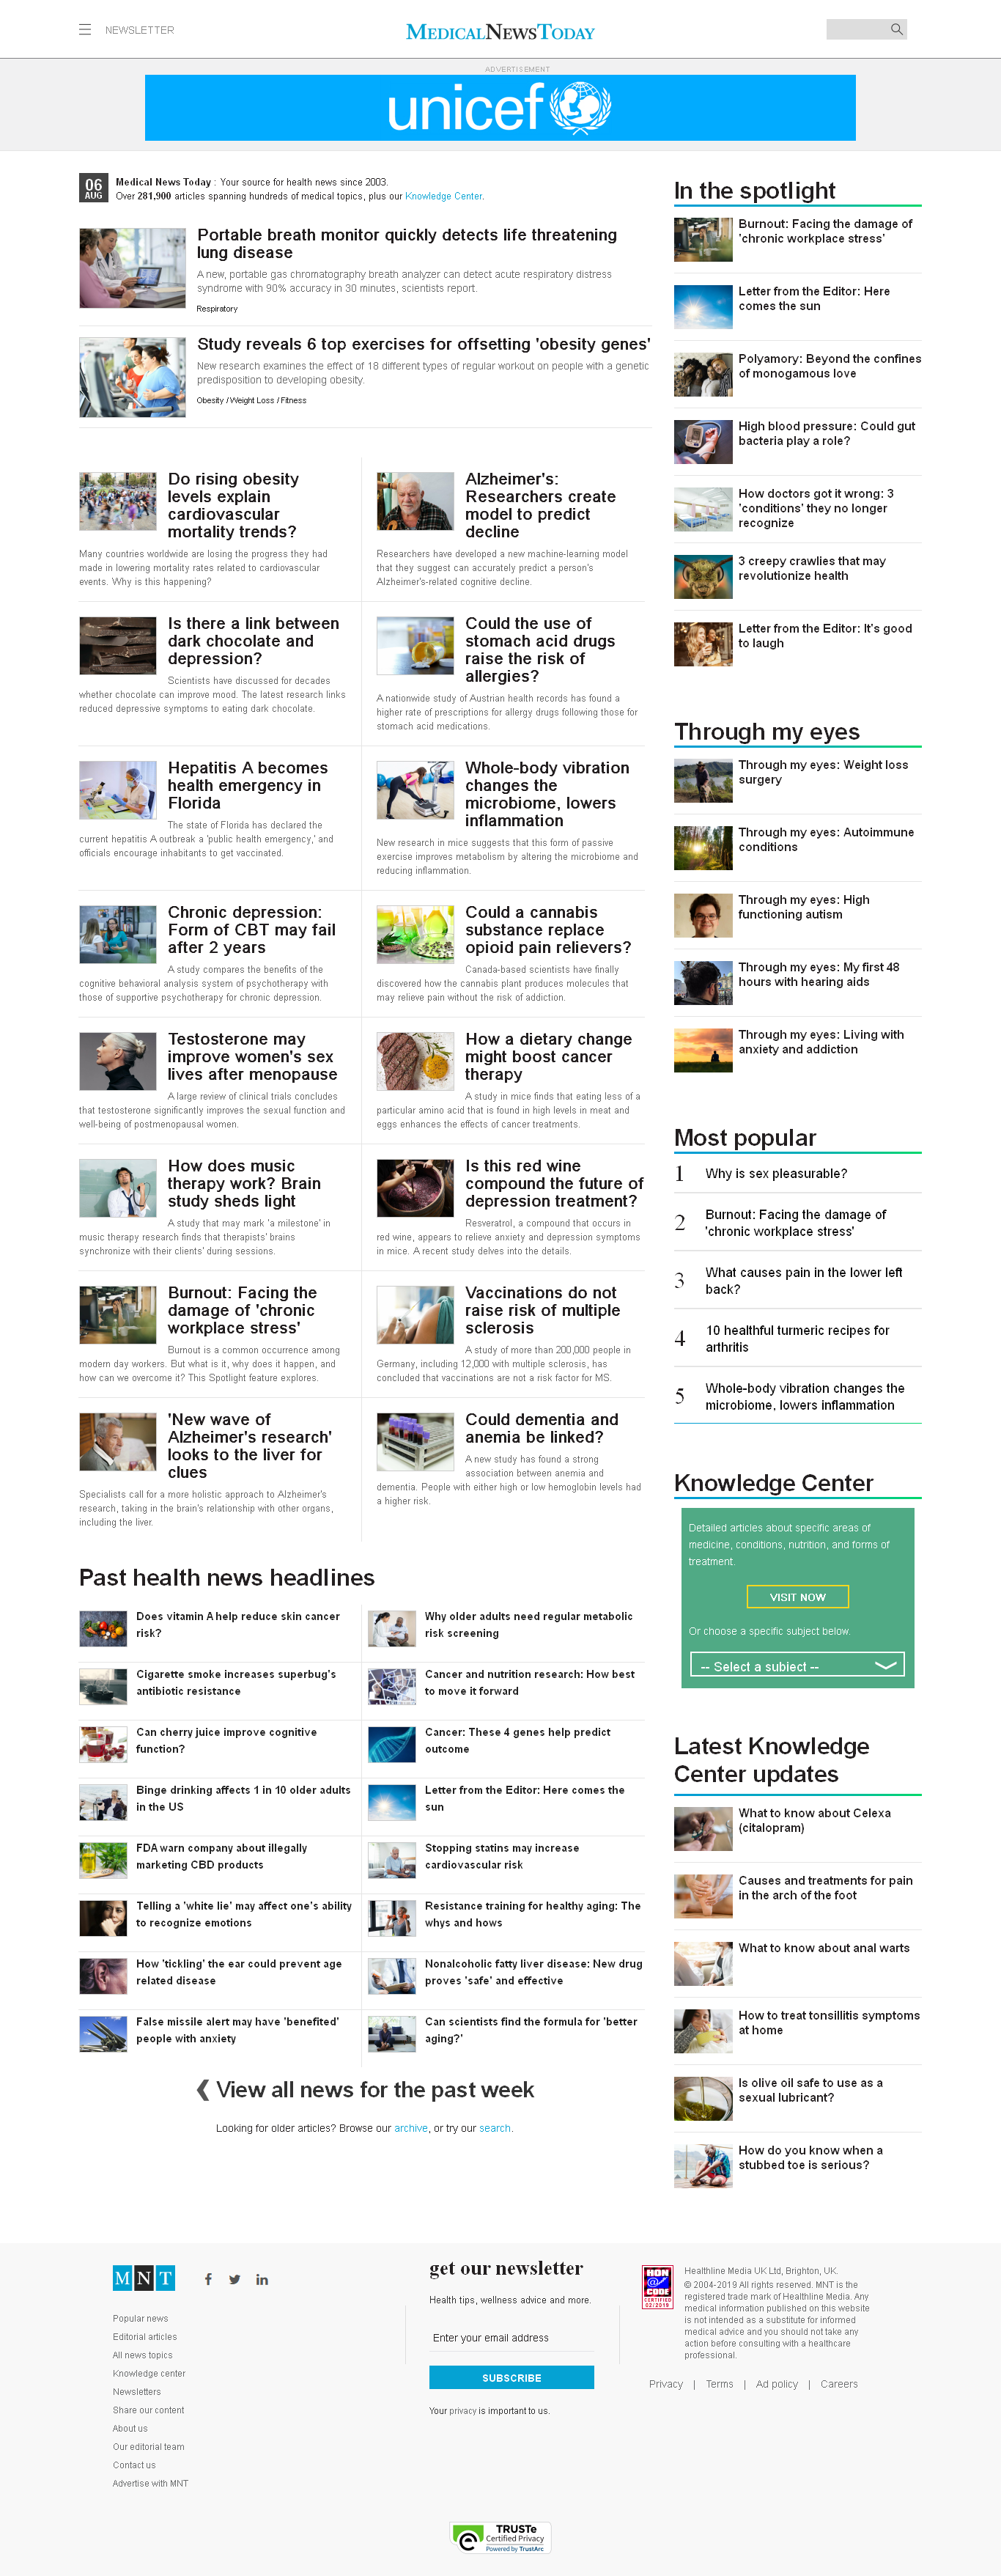 NEWSLETTER
MEDICALNEWSTODAY
ADVERTISEMENT
unicef
06
AUG
Medical News Today : Your source for health news since 2003.
Over 281,900 articles spanning hundreds of medical topics, plus our Knowledge Center.
Portable breath monitor quickly detects life threatening
lung disease
A new, portable gas chromatography breath analyzer can detect acute respiratory distress
syndrome with 90% accuracy in 30 minutes, scientists report.
Respiratory
Study reveals 6 top exercises for offsetting 'obesity genes'
New research examines the effect of 18 different types of regular workout on people with a genetic
predisposition to developing obesity.
Obesity / Weight Loss / Fitness
Do rising obesity
levels explain
cardiovascular
mortality trends?
Many countries worldwide are losing the progress they had
made in lowering mortality rates related to cardiovascular
events. Why is this happening?
Alzheimer's:
Researchers create
model to predict
decline
Researchers have developed a new machine-learning model
that they suggest can accurately predict a person's
Alzheimer's-related cognitive decline.
Is there a link between
dark chocolate and
depression?
Scientists have discussed for decades
whether chocolate can improve mood. The latest research links
reduced depressive symptoms to eating dark chocolate.
Could the use of
stomach acid drugs
raise the risk of
allergies?
A nationwide study of Austrian health records has found a
higher rate of prescriptions for allergy drugs following those for
stomach acid medications.
Hepatitis A becomes
health emergency in
Florida
The state of Florida has declared the
current hepatitis A outbreak a 'public health emergency,' and
officials encourage inhabitants to get vaccinated.
Whole-body vibration
changes the
microbiome, lowers
inflammation
New research in mice suggests that this form of passive
exercise improves metabolism by altering the microbiome and
reducing inflammation.
Chronic depression:
Form of CBT may fail
after 2 years
A study compares the benefits of the
cognitive behavioral analysis system of psychotherapy with
those of supportive psychotherapy for chronic depression.
Could a cannabis
substance replace
opioid pain relievers?
Canada-based scientists have finally
discovered how the cannabis plant produces molecules that
may relieve pain without the risk of addiction.
Testosterone may
improve women's sex
lives after menopause
A large review of clinical trials concludes
that testosterone significantly improves the sexual function and
well-being of postmenopausal women.
How a dietary change
might boost cancer
therapy
A study in mice finds that eating less of a
particular amino acid that is found in high levels in meat and
eggs enhances the effects of cancer treatments.
How does music
therapy work? Brain
study sheds light
A study that may mark 'a milestone' in
music therapy research finds that therapists' brains
synchronize with their clients' during sessions.
Is this red wine
compound the future of
depression treatment?
Resveratrol, a compound that occurs in
red wine, appears to relieve anxiety and depression symptoms
in mice. A recent study delves into the details.
Burnout: Facing the
damage of 'chronic
workplace stress'
Burnout is a common occurrence among
modern day workers. But what is it, why does it happen, and
how can we overcome it? This Spotlight feature explores.
Vaccinations do not
raise risk of multiple
sclerosis
A study of more than 200,000 people in
Germany, including 12,000 with multiple sclerosis, has
concluded that vaccinations are not a risk factor for MS.
'New wave of
Alzheimer's research'
looks to the liver for
clues
Specialists call for a more holistic approach to Alzheimer's
research, taking in the brain's relationship with other organs,
including the liver.
Could dementia and
anemia be linked?
A new study has found a strong
association between anemia and
dementia. People with either high or low hemoglobin levels had
a higher risk.
Past health news headlines
Does vitamin A help reduce skin cancer
risk?
Why older adults need regular metabolic
risk screening
Cigarette smoke increases superbug's
antibiotic resistance
Cancer and nutrition research: How best
to move it forward
Can cherry juice improve cognitive
function?
Cancer: These 4 genes help predict
outcome
Binge drinking affects 1 in 10 older adults
in the US
Letter from the Editor: Here comes the
sun
FDA warn company about illegally
marketing CBD products
Stopping statins may increase
cardiovascular risk
Telling a 'white lie' may affect one's ability
to recognize emotions
Resistance training for healthy aging: The
whys and hows
How 'tickling' the ear could prevent age
related disease
Nonalcoholic fatty liver disease: New drug
proves 'safe' and effective
False missile alert may have 'benefited'
people with anxiety
Can scientists find the formula for 'better
aging?'
View all news for the past week
Looking for older articles? Browse our archive, or try our search.
In the spotlight
Burnout: Facing the damage of
'chronic workplace stress'
Letter from the Editor: Here
comes the sun
Polyamory: Beyond the confines
of monogamous love
High blood pressure: Could gut
bacteria play a role?
How doctors got it wrong: 3
'conditions' they no longer
recognize
3 creepy crawlies that may
revolutionize health
Letter from the Editor: It's good
to laugh
Through my eyes
Through my eyes: Weight loss
surgery
Through my eyes: Autoimmune
conditions
Through my eyes: High
functioning autism
Through my eyes: My first 48
hours with hearing aids
Through my eyes: Living with
anxiety and addiction
Most popular
1 Why is sex pleasurable?
2 Burnout: Facing the damage of
'chronic workplace stress'
3 What causes pain in the lower left
back?
4 10 healthful turmeric recipes for
arthritis
5 Whole-body vibration changes the
microbiome, lowers inflammation
Knowledge Center
Detailed articles about specific areas of
medicine, conditions, nutrition, and forms of
treatment.
VISIT NOW
Or choose a specific subject below.
-- Select a subject --
Latest Knowledge
Center updates
What to know about Celexa
(citalopram)
Causes and treatments for pain
in the arch of the foot
What to know about anal warts
How to treat tonsillitis symptoms
at home
Is olive oil safe to use as a
sexual lubricant?
How do you know when a
stubbed toe is serious?
MNT
Popular news
Editorial articles
All news topics
Knowledge center
Newsletters
Share our content
About us
Our editorial team
Contact us
Advertise with MNT
get our newsletter
Health tips, wellness advice and more.
Enter your email address
SUBSCRIBE
Your privacy is important to us.
HON
@
CODE
CERTIFIED
02/2019
Healthline Media UK Ltd, Brighton, UK.
© 2004-2019 All rights reserved. MNT is the
registered trade mark of Healthline Media. Any
medical information published on this website
is not intended as a substitute for informed
medical advice and you should not take any
action before consulting with a healthcare
professional.
Privacy | Terms | Ad policy | Careers
TRUSTe
Certified Privacy
Powered by TrustArc